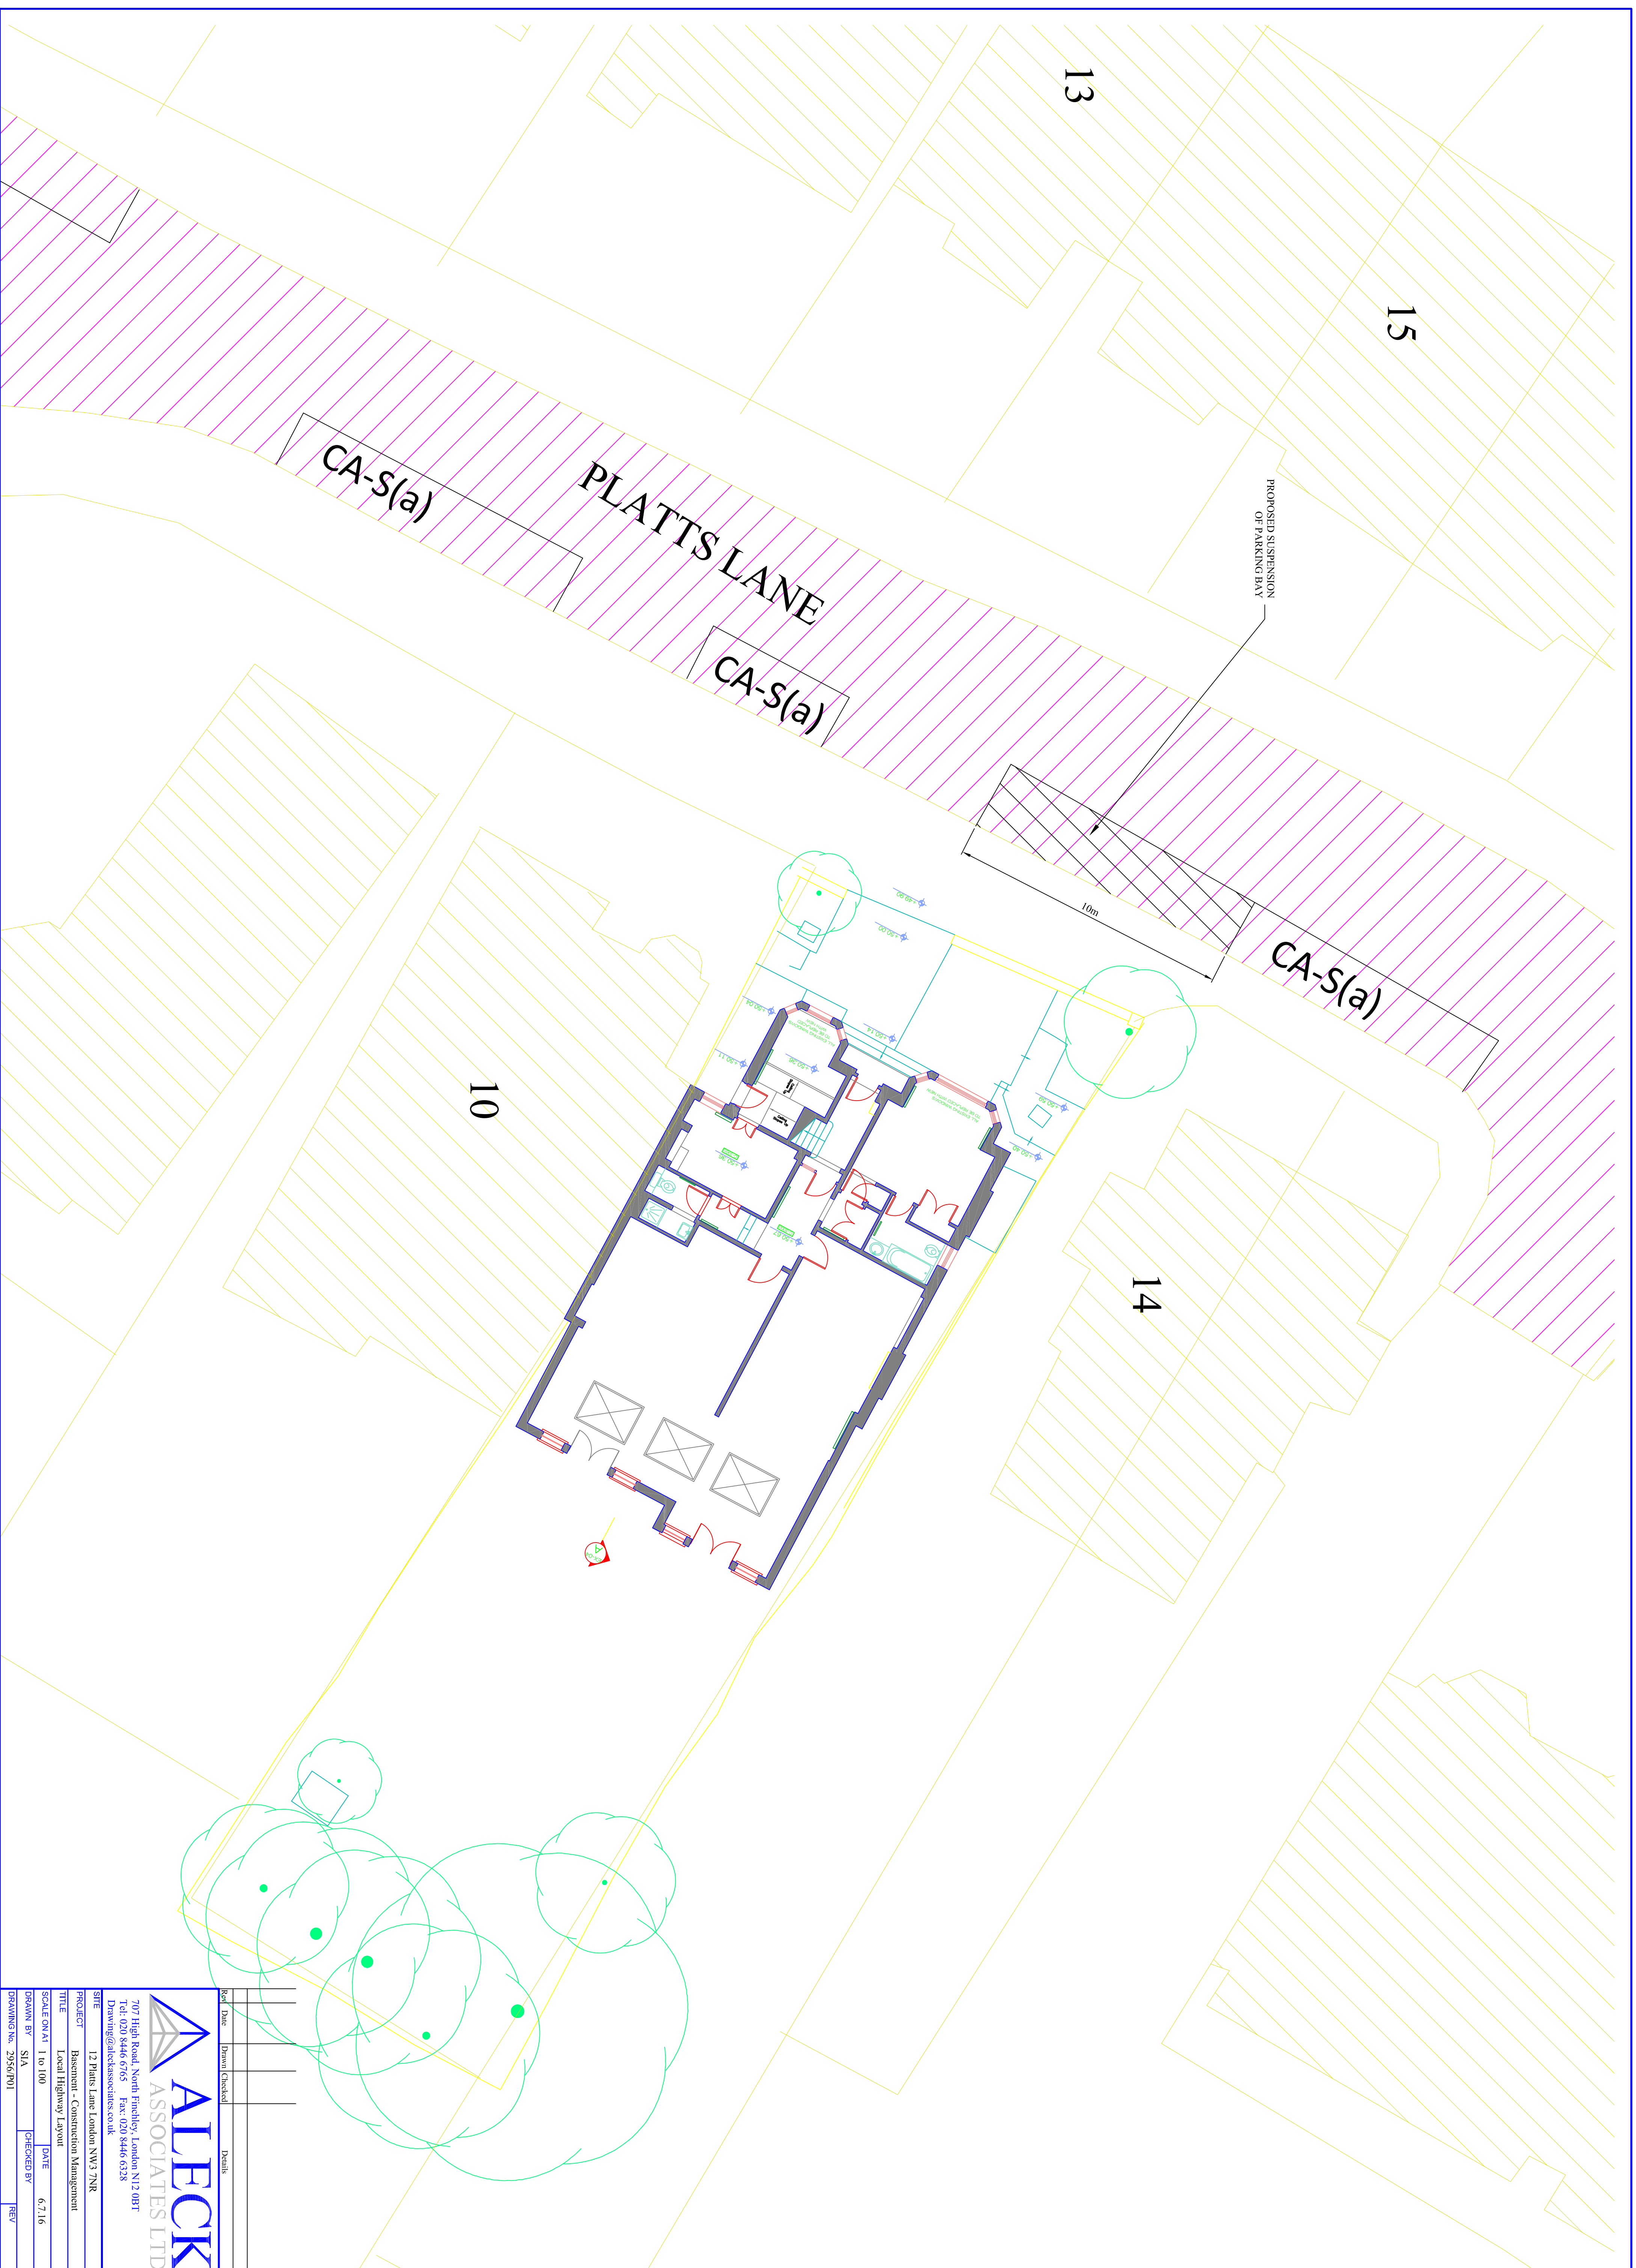 13
15
PROPOSED SUSPENSION
OF PARKING BAY
PLATTS LANE
CA-S(a)
CA-S(a)
CA-S(a)
10m
10
14
Rev
Date
Drawn
Checked
Details
ALECK
ASSOCIATES LTD
707 High Road, North Finchley, London N12 0BT
Tel: 020 8446 6765 Fax: 020 8446 6328
Drawing@aleckassociates.co.uk
SITE 12 Platts Lane London NW3 7NR
PROJECT Basement - Construction Management
TITLE Local Highway Layout
SCALE ON A1 1 to 100 DATE 6.7.16
DRAWN BY SIA CHECKED BY
DRAWING No. 2956/P01 REV